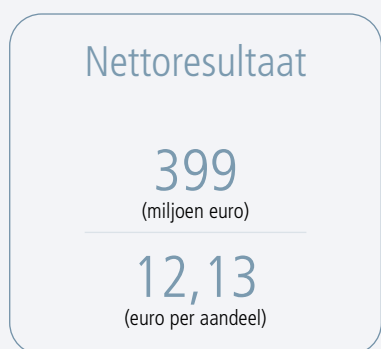 Nettoresultaat
399
(miljoen euro)
12,13
(euro per aandeel)